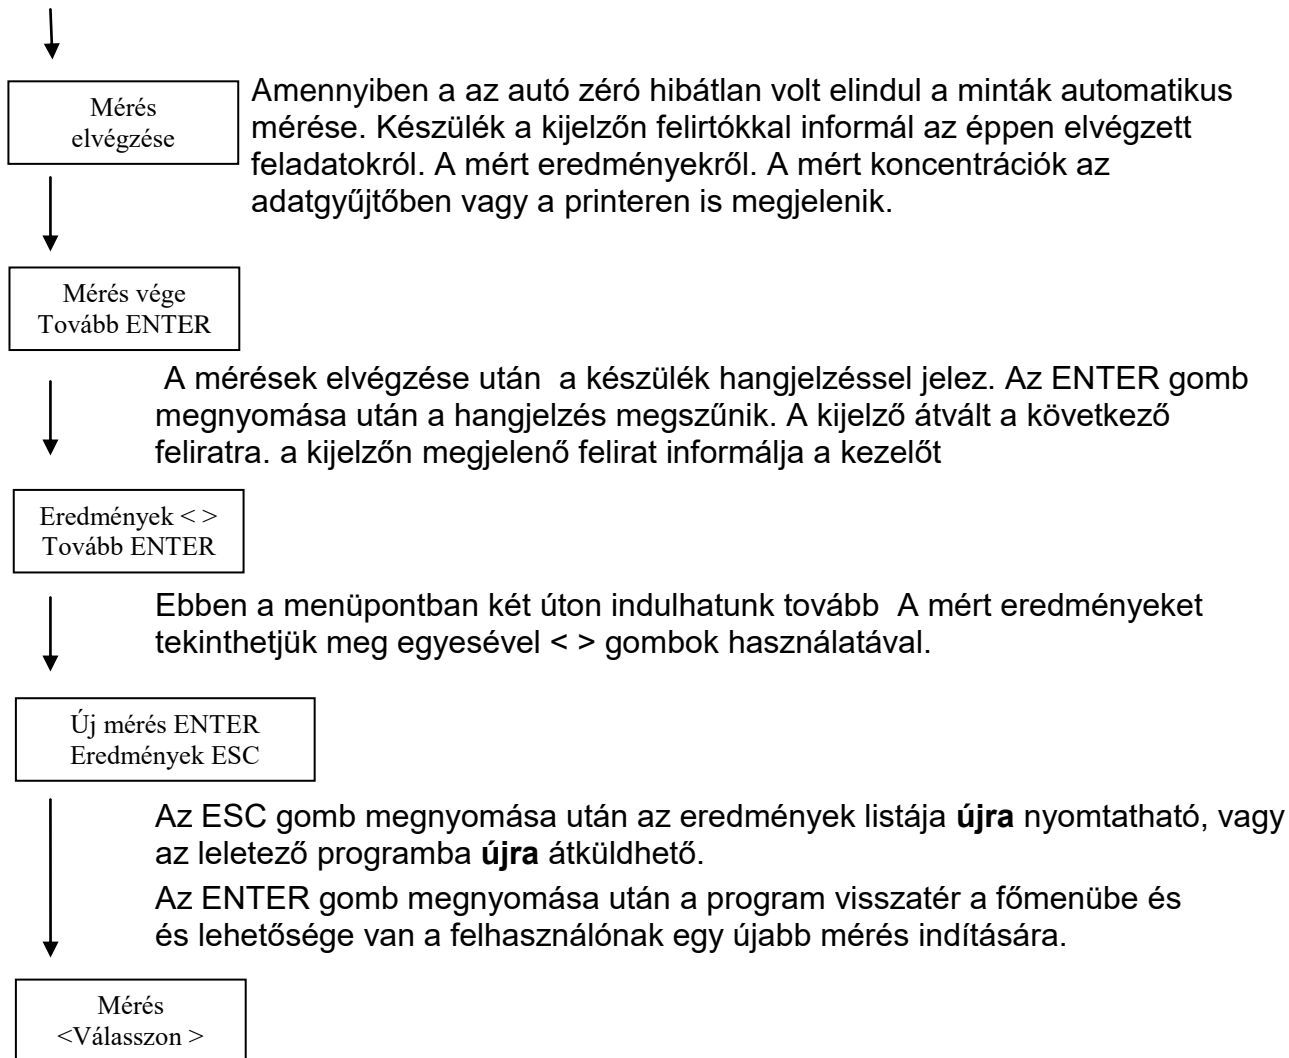 Mérés
elvégzése
Amennyiben a az autó zéró hibátlan volt elindul a minták automatikus
mérése. Készülék a kijelzőn felirtókkal informál az éppen elvégzett
feladatokról. A mért eredményekről. A mért koncentrációk az
adatgyűjtőben vagy a printeren is megjelenik.
Mérés vége
Tovább ENTER
A mérések elvégzése után  a készülék hangjelzéssel jelez. Az ENTER gomb
megnyomása után a hangjelzés megszűnik. A kijelző átvált a következő
feliratra. a kijelzőn megjelenő felirat informálja a kezelőt
Eredmények < >
Tovább ENTER
Ebben a menüpontban két úton indulhatunk tovább  A mért eredményeket
tekinthetjük meg egyesével < > gombok használatával.
Új mérés ENTER
Eredmények ESC
Az ESC gomb megnyomása után az eredmények listája újra nyomtatható, vagy
az leletező programba újra átküldhető.
Az ENTER gomb megnyomása után a program visszatér a főmenübe és
és lehetősége van a felhasználónak egy újabb mérés indítására.
Mérés
<Válasszon >